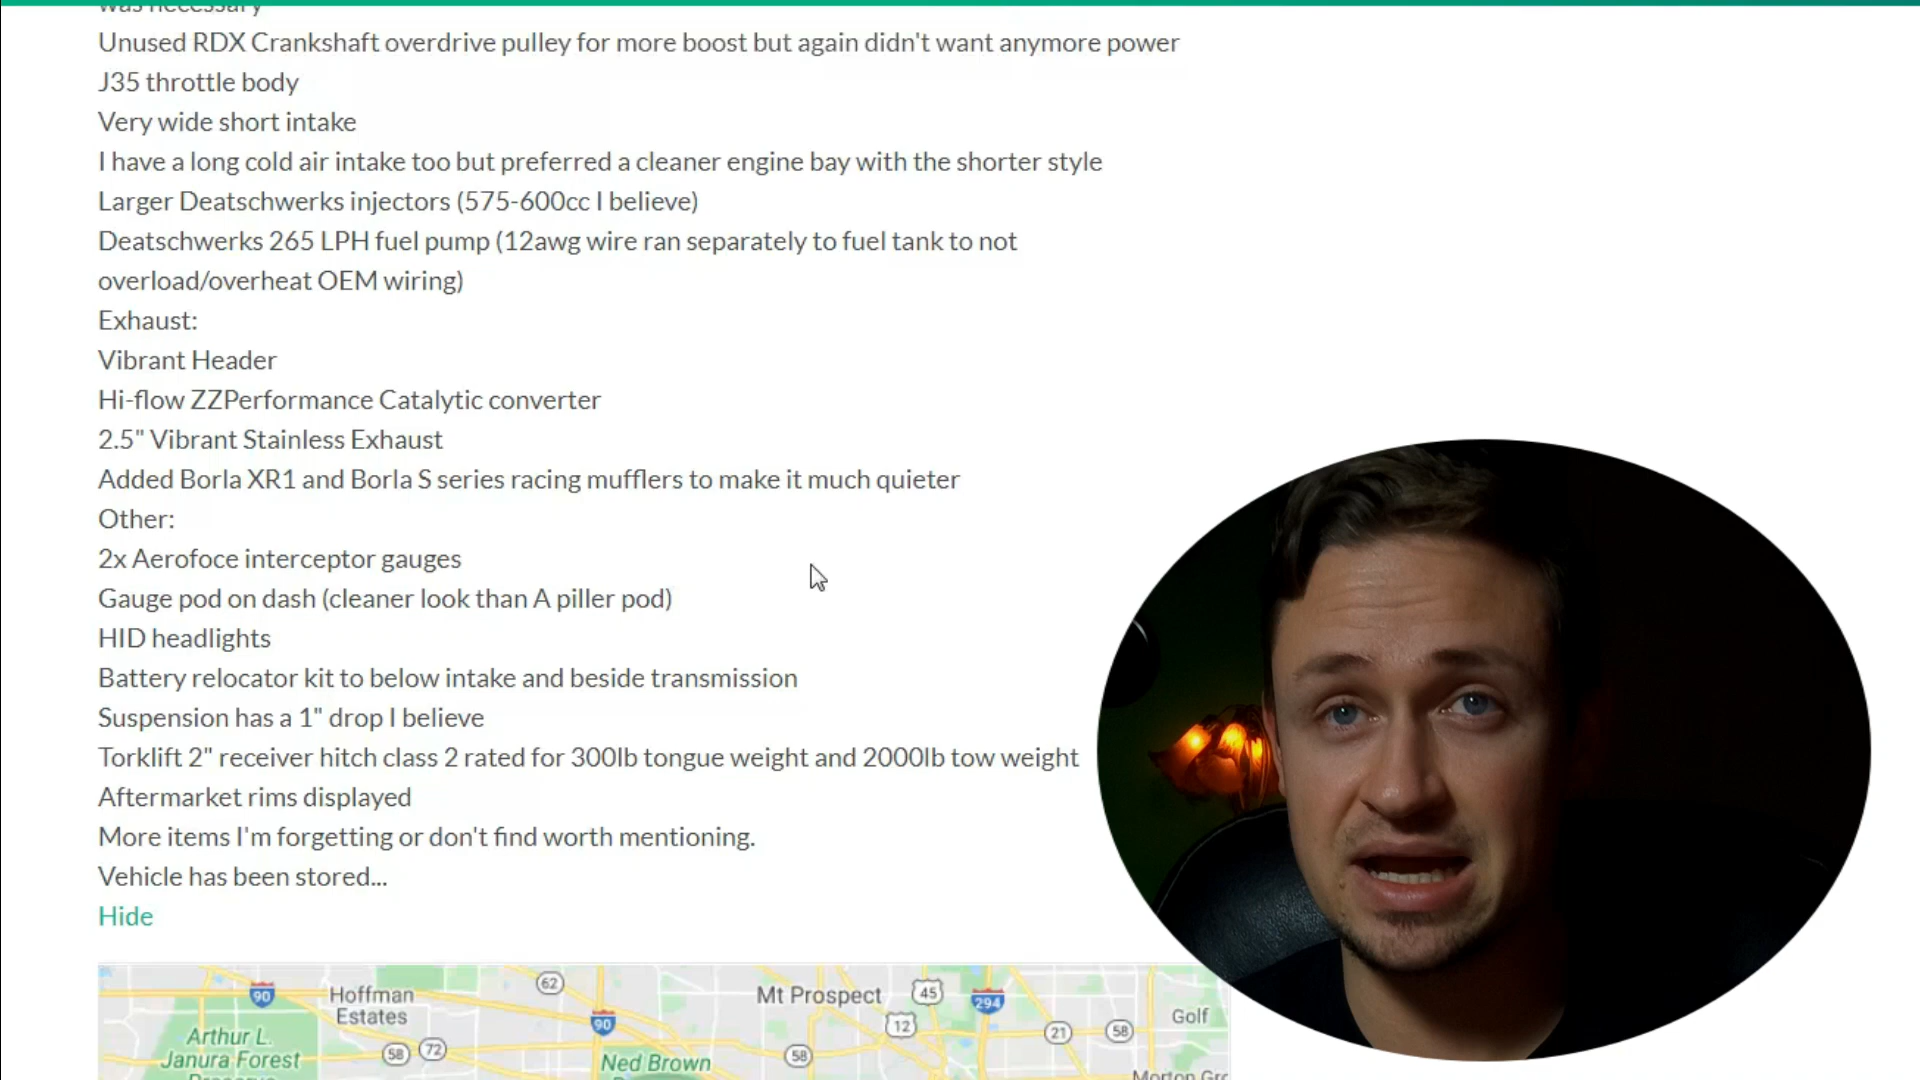 was necessary
Unused RDX Crankshaft overdrive pulley for more boost but again didn't want anymore power
J35 throttle body
Very wide short intake
I have a long cold air intake too but preferred a cleaner engine bay with the shorter style
Larger Deatschwerks injectors (575-600cc I believe)
Deatschwerks 265 LPH fuel pump (12awg wire ran separately to fuel tank to not
overload/overheat OEM wiring)
Exhaust:
Vibrant Header
Hi-flow ZZPerformance Catalytic converter
2.5" Vibrant Stainless Exhaust
Added Borla XR1 and Borla S series racing mufflers to make it much quieter
Other:
2x Aerofoce interceptor gauges
Gauge pod on dash (cleaner look than A piller pod)
HID headlights
Battery relocator kit to below intake and beside transmission
Suspension has a 1" drop I believe
Torklift 2" receiver hitch class 2 rated for 300lb tongue weight and 2000lb tow weight
Aftermarket rims displayed
More items I'm forgetting or don't find worth mentioning.
Vehicle has been stored...
Hide
62
90
Hoffman
Estates
Mt Prospect
45
294
90
12
Golf
21
58
Arthur L.
Janura Forest
58
72
58
Ned Brown